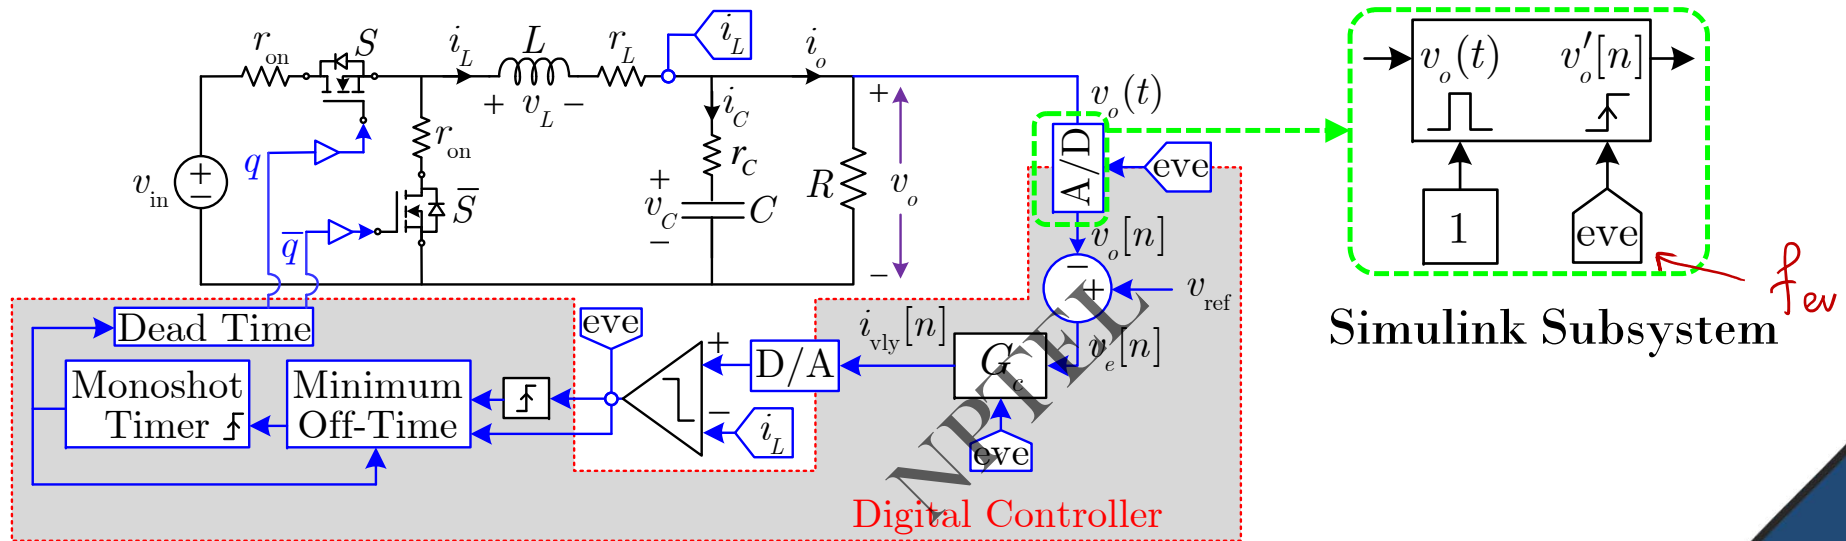 r_on
S
i_L
L
r_L
i_L
i_o
+ v_L −
i_C
r_C
+
v_C
−
C
R
+
v_o
−
v_in
+
−
q
r_on
S̅
q̅
v_o(t)
A/D
eve
v_o[n]
−
+
v_ref
v_e[n]
G_c
eve
i_vly[n]
D/A
+
−
i_L
eve
Dead Time
Monoshot
Timer
Minimum
Off-Time
Digital Controller
NPTEL
v_o(t)
v'_o[n]
1
eve
f_ev
Simulink Subsystem